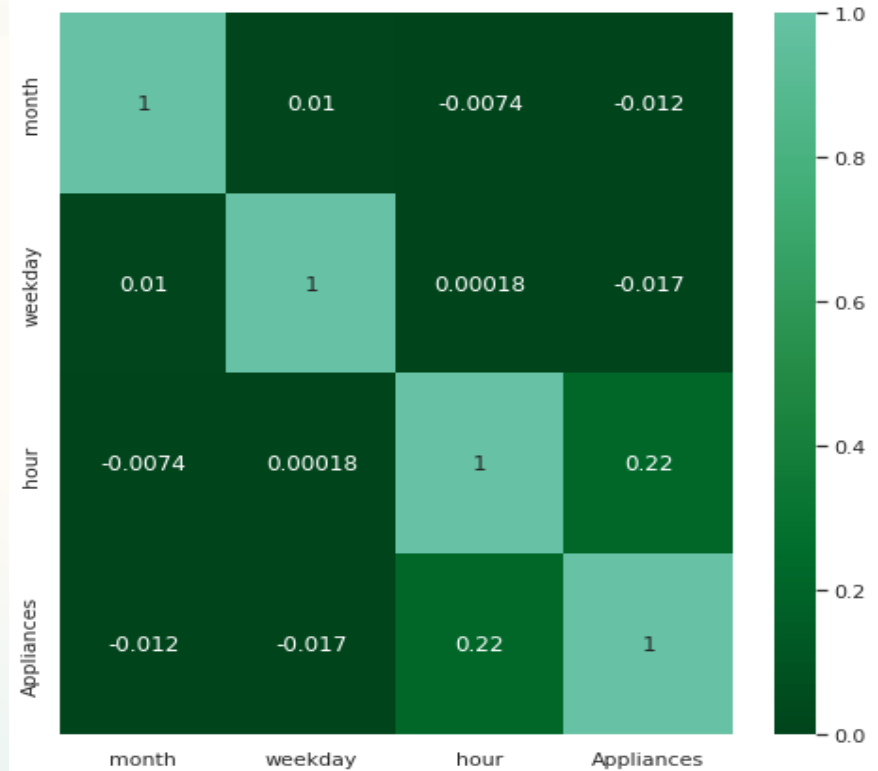 1.0
month 1 0.01 -0.0074 -0.012
0.8
weekday 0.01 1 0.00018 -0.017
0.6
0.4
hour -0.0074 0.00018 1 0.22
0.2
Appliances -0.012 -0.017 0.22 1
0.0
month weekday hour Appliances